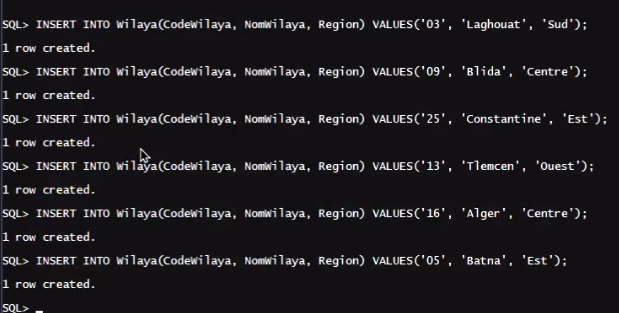 SQL> INSERT INTO Wilaya(CodeWilaya, NomWilaya, Region) VALUES('03', 'Laghouat', 'Sud');
1 row created.
SQL> INSERT INTO Wilaya(CodeWilaya, NomWilaya, Region) VALUES('09', 'Blida', 'Centre');
1 row created.
SQL> INSERT INTO Wilaya(CodeWilaya, NomWilaya, Region) VALUES('25', 'Constantine', 'Est');
1 row created.
SQL> INSERT INTO Wilaya(CodeWilaya, NomWilaya, Region) VALUES('13', 'Tlemcen', 'Ouest');
1 row created.
SQL> INSERT INTO Wilaya(CodeWilaya, NomWilaya, Region) VALUES('16', 'Alger', 'Centre');
1 row created.
SQL> INSERT INTO Wilaya(CodeWilaya, NomWilaya, Region) VALUES('05', 'Batna', 'Est');
1 row created.
SQL> _